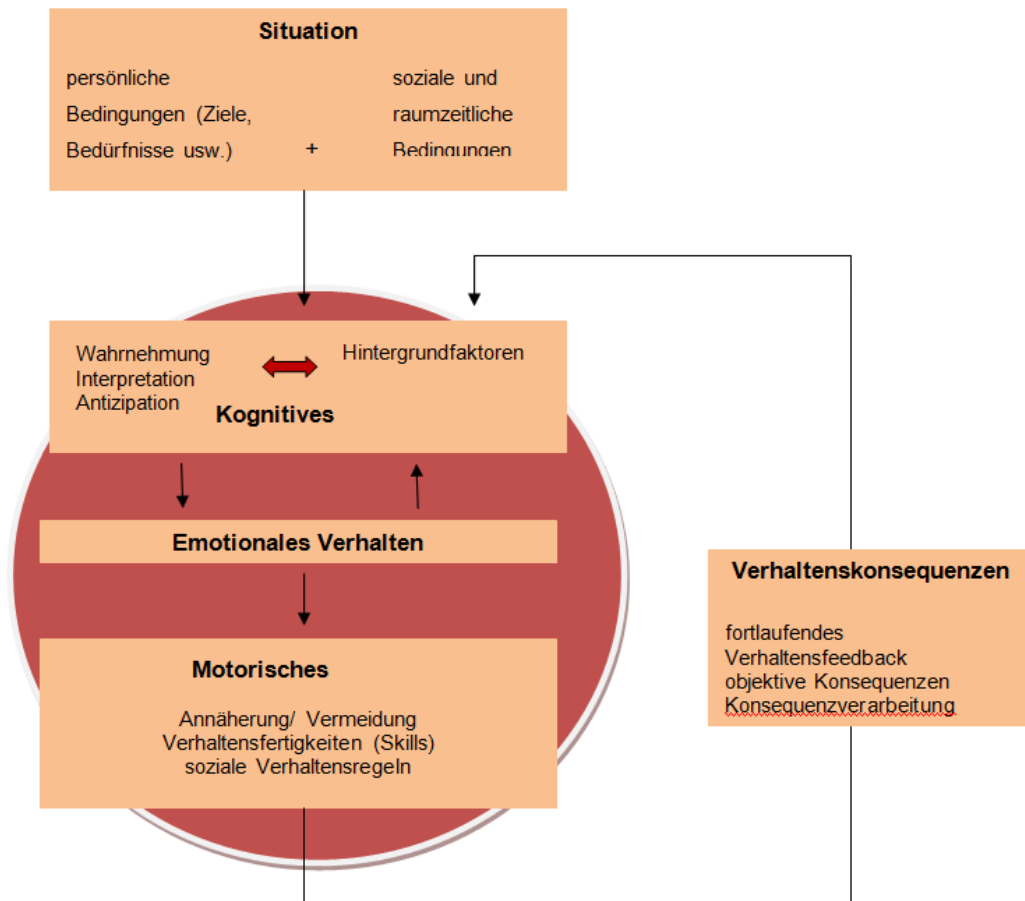 Situation
persönliche
Bedingungen (Ziele,
Bedürfnisse usw.)
+
soziale und
raumzeitliche
Bedingungen
Wahrnehmung
Interpretation
Antizipation
Hintergrundfaktoren
Kognitives
Emotionales Verhalten
Motorisches
Annäherung/ Vermeidung
Verhaltensfertigkeiten (Skills)
soziale Verhaltensregeln
Verhaltenskonsequenzen
fortlaufendes
Verhaltensfeedback
objektive Konsequenzen
Konsequenzverarbeitung